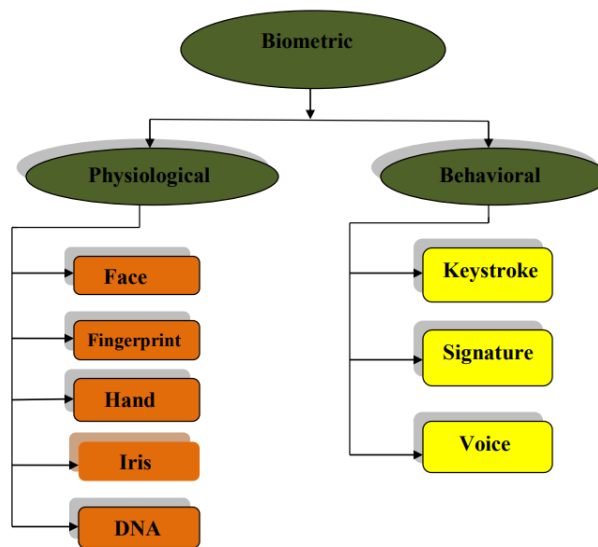 Biometric
Physiological
Behavioral
Face
Fingerprint
Hand
Iris
DNA
Keystroke
Signature
Voice